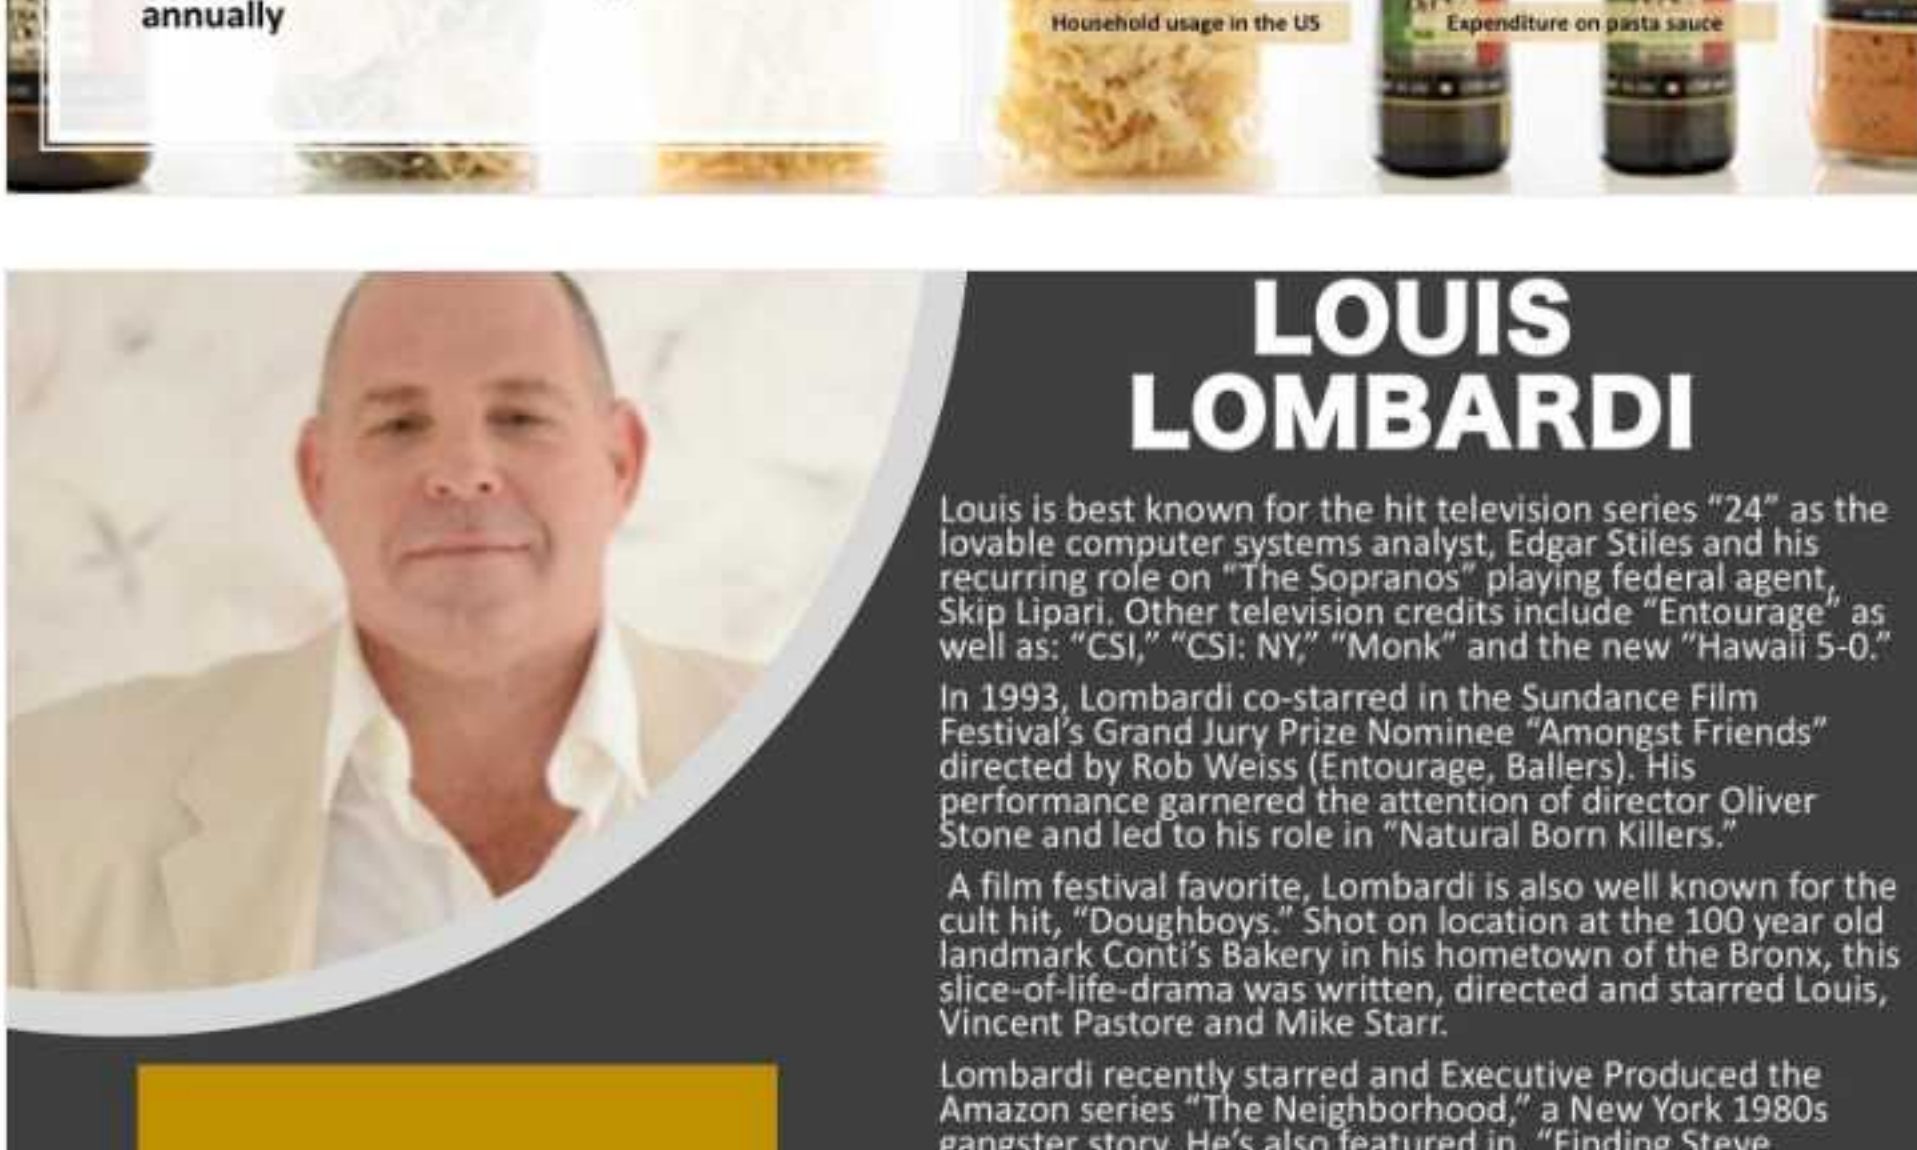 annually
Household usage in the US
Expenditure on pasta sauce
LOUIS
LOMBARDI
Louis is best known for the hit television series “24” as the
lovable computer systems analyst, Edgar Stiles and his
recurring role on “The Sopranos” playing federal agent,
Skip Lipari. Other television credits include “Entourage” as
well as: “CSI,” “CSI: NY,” “Monk” and the new “Hawaii 5-0.”
In 1993, Lombardi co-starred in the Sundance Film
Festival’s Grand Jury Prize Nominee “Amongst Friends”
directed by Rob Weiss (Entourage, Ballers). His
performance garnered the attention of director Oliver
Stone and led to his role in “Natural Born Killers.”
A film festival favorite, Lombardi is also well known for the
cult hit, “Doughboys.” Shot on location at the 100 year old
landmark Conti’s Bakery in his hometown of the Bronx, this
slice-of-life-drama was written, directed and starred Louis,
Vincent Pastore and Mike Starr.
Lombardi recently starred and Executive Produced the
Amazon series “The Neighborhood,” a New York 1980s
gangster story. He’s also featured in “Finding Steve